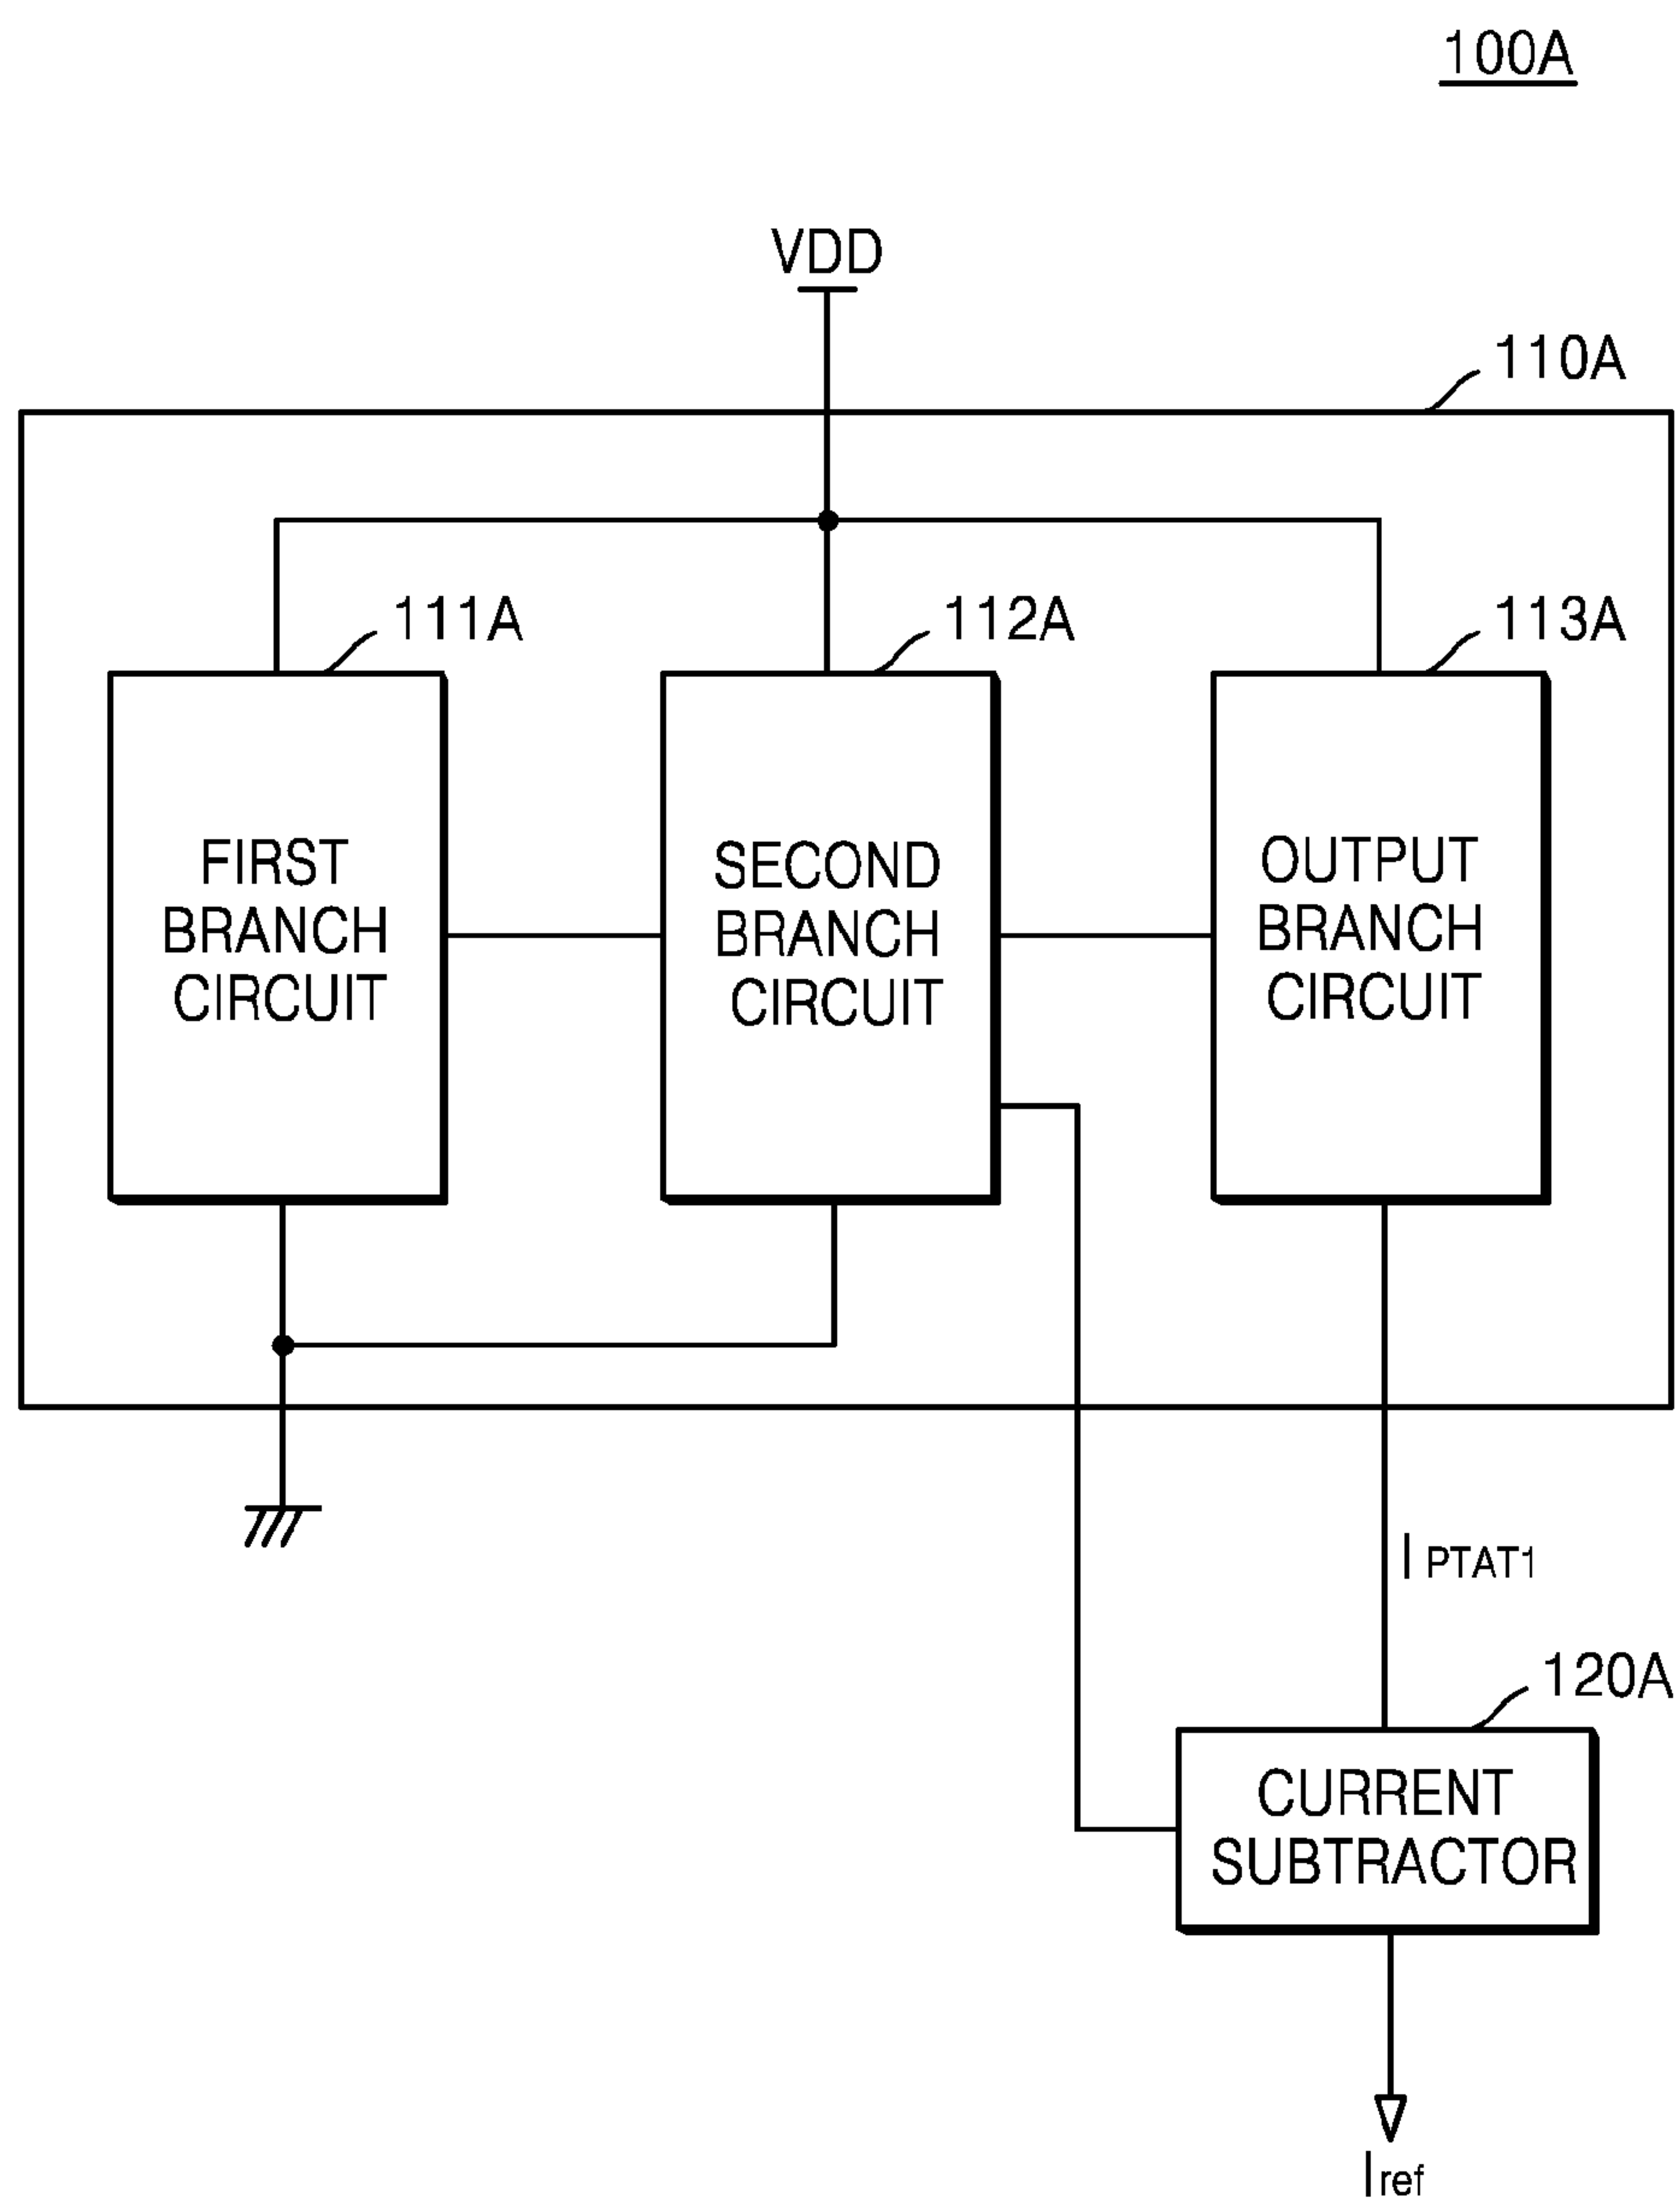 100A
VDD
110A
111A
112A
113A
FIRST
BRANCH
CIRCUIT
SECOND
BRANCH
CIRCUIT
OUTPUT
BRANCH
CIRCUIT
I PTAT1
120A
CURRENT
SUBTRACTOR
Iref